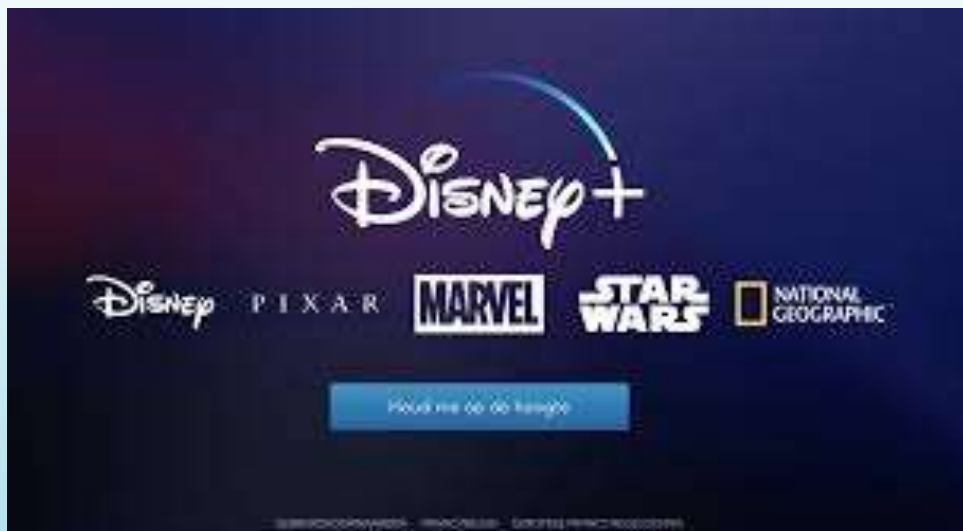 Disney+
Disney PIXAR MARVEL STAR WARS NATIONAL GEOGRAPHIC
Houd me op de hoogte